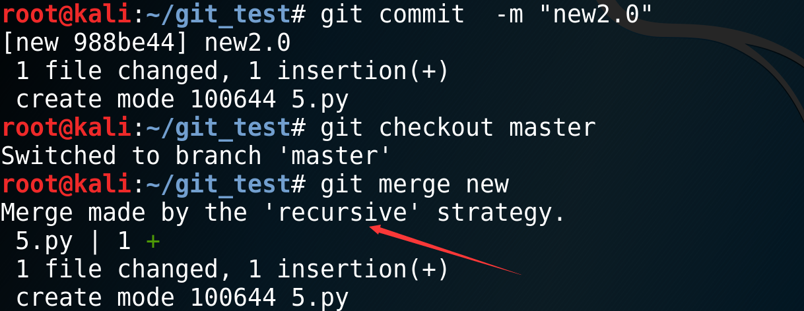 root@kali:~/git_test# git commit  -m "new2.0"
[new 988be44] new2.0
 1 file changed, 1 insertion(+)
 create mode 100644 5.py
root@kali:~/git_test# git checkout master
Switched to branch 'master'
root@kali:~/git_test# git merge new
Merge made by the 'recursive' strategy.
 5.py | 1 +
 1 file changed, 1 insertion(+)
 create mode 100644 5.py